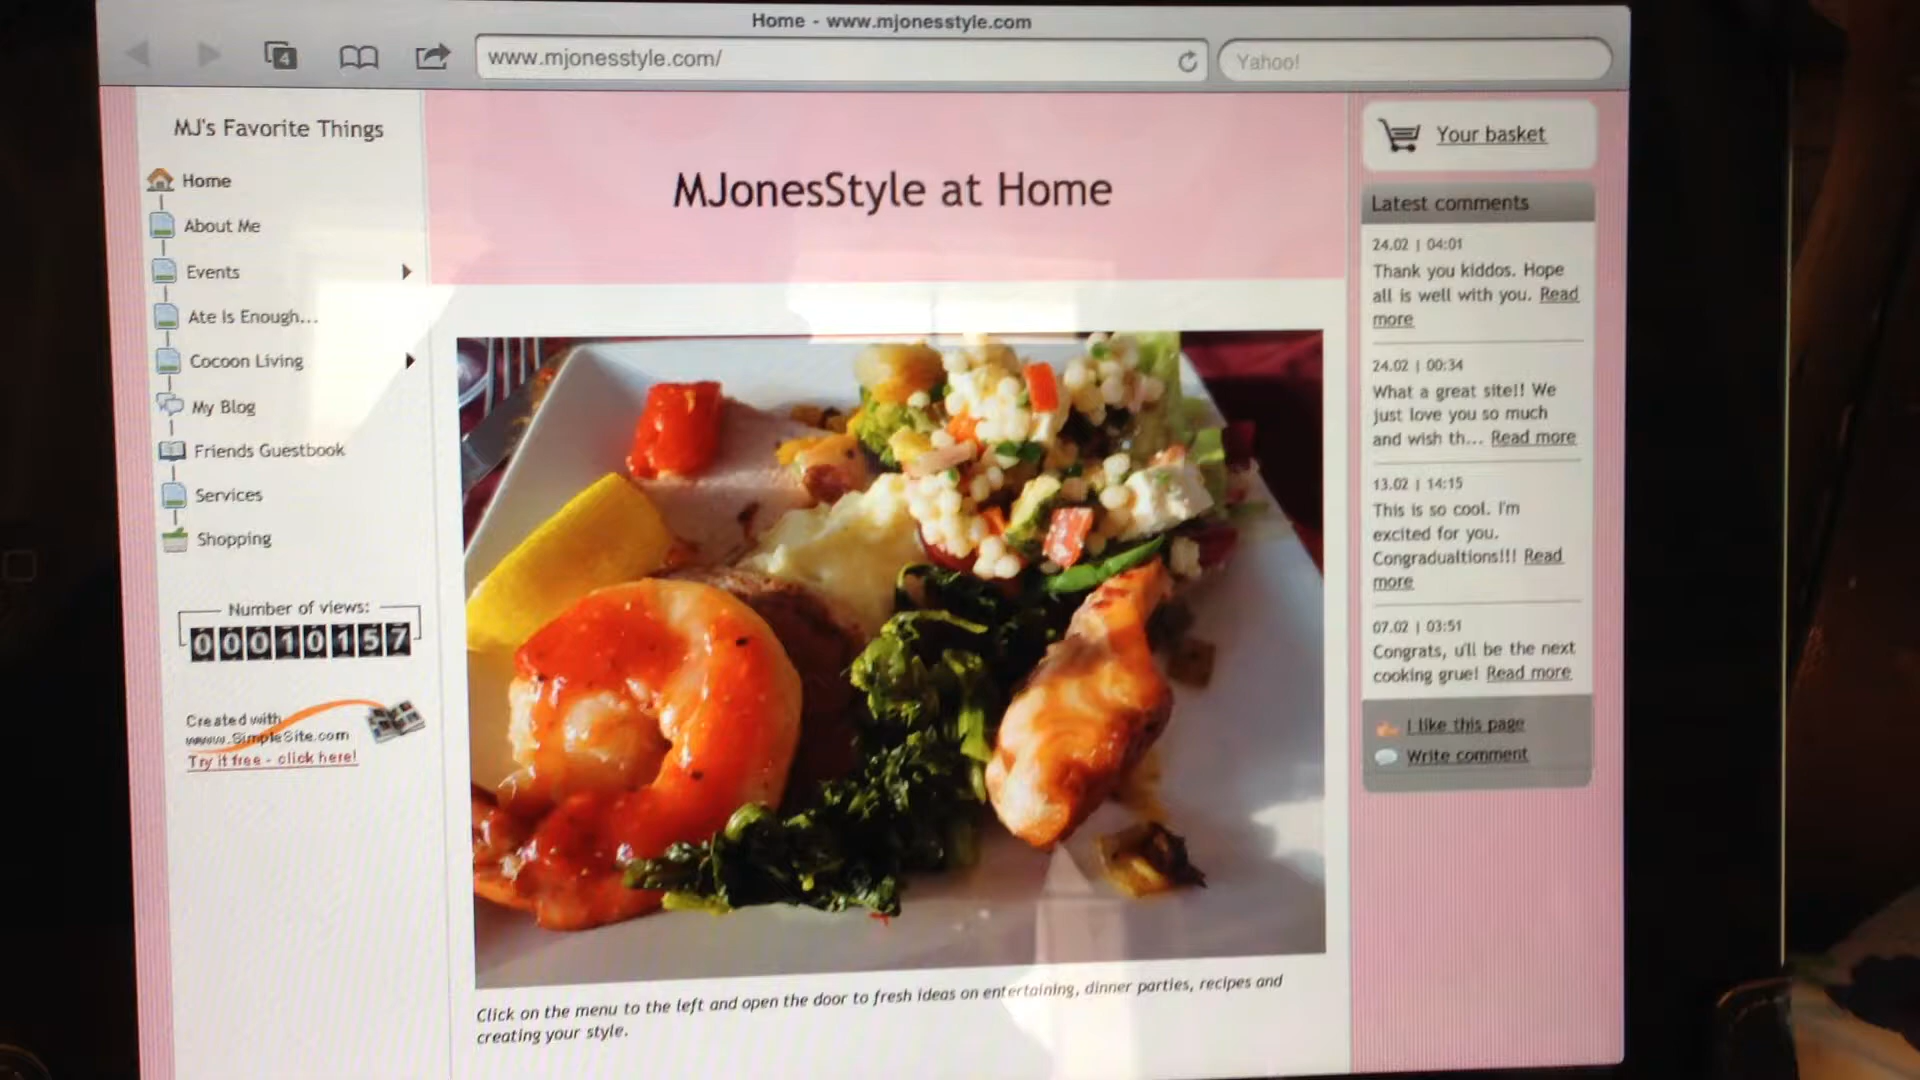 Home - www.mjonesstyle.com
4
www.mjonesstyle.com/
Yahoo!
MJ's Favorite Things
Home
About Me
Events
Ate Is Enough...
Cocoon Living
My Blog
Friends Guestbook
Services
Shopping
Number of views:
00010157
Created with
www.SimpleSite.com
Try it free - click here!
MJonesStyle at Home
Click on the menu to the left and open the door to fresh ideas on entertaining, dinner parties, recipes and
creating your style.
Your basket
Latest comments
24.02 | 04:01
Thank you kiddos. Hope
all is well with you. Read
more
24.02 | 00:34
What a great site!! We
just love you so much
and wish th... Read more
13.02 | 14:15
This is so cool. I'm
excited for you.
Congradualtions!!! Read
more
07.02 | 03:51
Congrats, u'll be the next
cooking grue! Read more
I like this page
Write comment